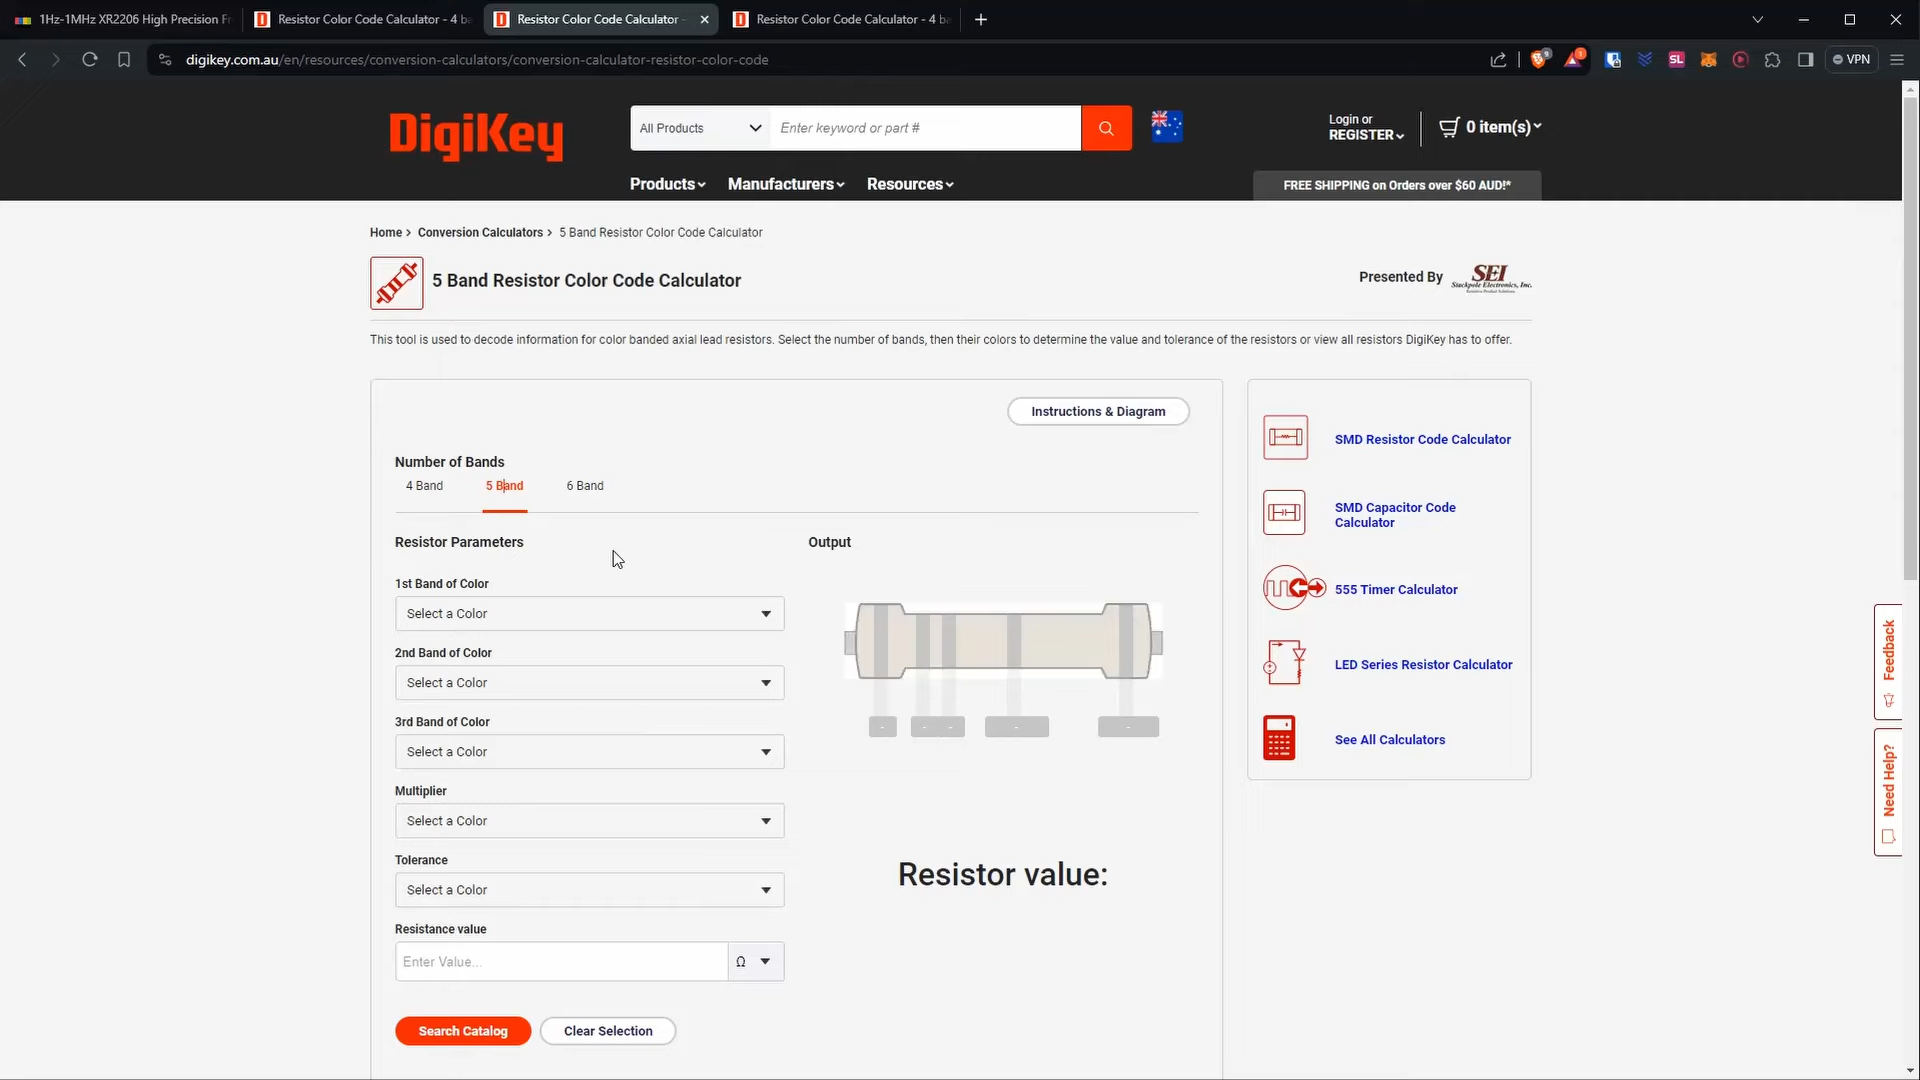 1Hz-1MHz XR2206 High Precision F
Resistor Color Code Calculator - 4 ba
Resistor Color Code Calculator -
Resistor Color Code Calculator - 4 ba
digikey.com.au/en/resources/conversion-calculators/conversion-calculator-resistor-color-code
9
1
SL
VPN
DigiKey
All Products
Enter keyword or part #
Login or
REGISTER
0 item(s)
Products
Manufacturers
Resources
FREE SHIPPING on Orders over $60 AUD!*
Home > Conversion Calculators > 5 Band Resistor Color Code Calculator
5 Band Resistor Color Code Calculator
Presented By
SEI
Stackpole Electronics, Inc.
This tool is used to decode information for color banded axial lead resistors. Select the number of bands, then their colors to determine the value and tolerance of the resistors or view all resistors DigiKey has to offer.
Instructions & Diagram
Number of Bands
4 Band
5 Band
6 Band
Resistor Parameters
Output
1st Band of Color
Select a Color
2nd Band of Color
Select a Color
3rd Band of Color
Select a Color
Multiplier
Select a Color
Tolerance
Select a Color
Resistance value
Enter Value...
Ω
Search Catalog
Clear Selection
- - - - -
Resistor value:
SMD Resistor Code Calculator
SMD Capacitor Code
Calculator
555 Timer Calculator
LED Series Resistor Calculator
See All Calculators
Feedback
Need Help?